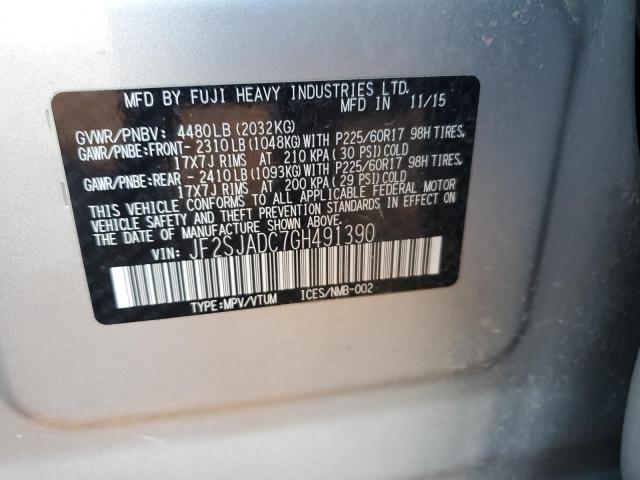 MFD BY FUJI HEAVY INDUSTRIES LTD.
MFD IN 11/15
GVWR/PNBV: 4480LB (2032KG)
GAWR/PNBE:FRONT- 2310LB(1048KG)WITH P225/60R17 98H TIRES,
17X7J RIMS AT 210 KPA (30 PSI)COLD
GAWR/PNBE:REAR - 2410LB(1093KG)WITH P225/60R17 98H TIRES,
17X7J RIMS AT 200 KPA (29 PSI)COLD
THIS VEHICLE CONFORMS TO ALL APPLICABLE FEDERAL MOTOR
VEHICLE SAFETY AND THEFT PREVENTION STANDARDS IN EFFECT ON
THE DATE OF MANUFACTURE SHOWN ABOVE.
VIN: JF2SJADC7GH491390
TYPE:MPV/VTUM ICES/NMB-002